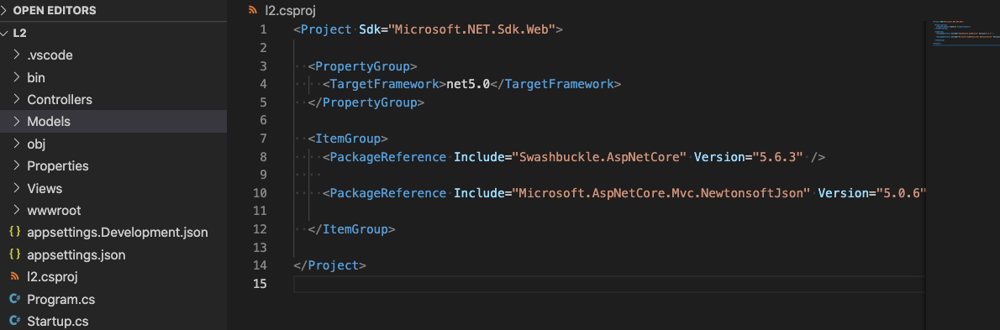 OPEN EDITORS
L2
.vscode
bin
Controllers
Models
obj
Properties
Views
wwwroot
{} appsettings.Development.json
{} appsettings.json
l2.csproj
C# Program.cs
C# Startup.cs
l2.csproj
1 <Project Sdk="Microsoft.NET.Sdk.Web">
2
3 <PropertyGroup>
4 <TargetFramework>net5.0</TargetFramework>
5 </PropertyGroup>
6
7 <ItemGroup>
8 <PackageReference Include="Swashbuckle.AspNetCore" Version="5.6.3" />
9
10 <PackageReference Include="Microsoft.AspNetCore.Mvc.NewtonsoftJson" Version="5.0.6"
11
12 </ItemGroup>
13
14 </Project>
15